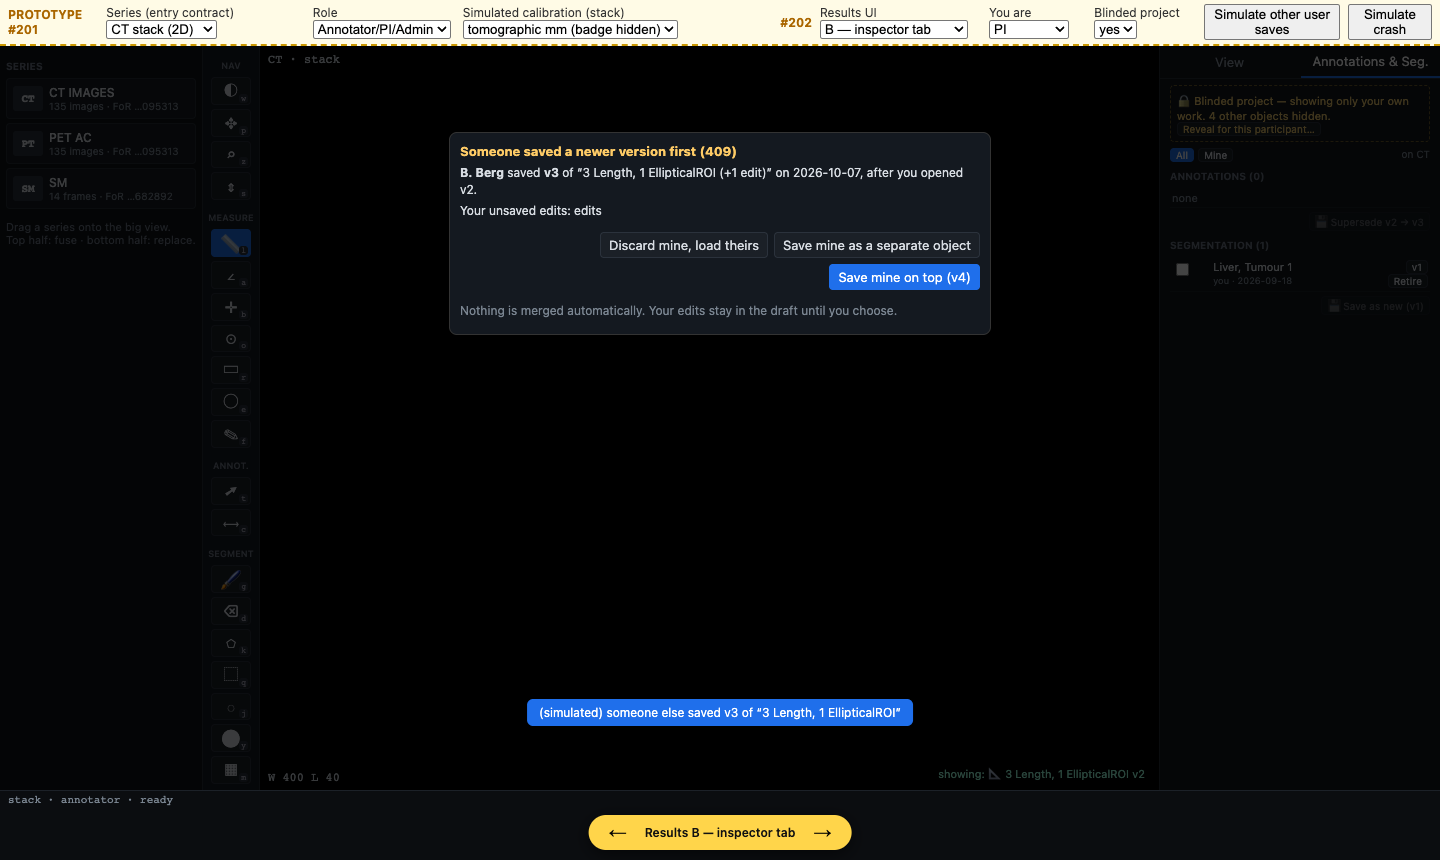 PROTOTYPE #201
Series (entry contract)
CT stack (2D)
Role
Annotator/PI/Admin
Simulated calibration (stack)
tomographic mm (badge hidden)
#202
Results UI
B — inspector tab
You are
PI
Blinded project
yes
Simulate other user saves
Simulate crash
SERIES
CT
CT IMAGES
135 images · FoR …095313
PT
PET AC
135 images · FoR …095313
SM
SM
14 frames · FoR …682892
Drag a series onto the big view.
Top half: fuse · bottom half: replace.
NAV
MEASURE
ANNOT.
SEGMENT
CT · stack
Someone saved a newer version first (409)
B. Berg saved v3 of “3 Length, 1 EllipticalROI (+1 edit)” on 2026-10-07, after you opened
v2.
Your unsaved edits: edits
Discard mine, load theirs
Save mine as a separate object
Save mine on top (v4)
Nothing is merged automatically. Your edits stay in the draft until you choose.
(simulated) someone else saved v3 of “3 Length, 1 EllipticalROI”
W 400 L 40
showing: 3 Length, 1 EllipticalROI v2
View
Annotations & Seg.
Blinded project — showing only your own
work. 4 other objects hidden.
Reveal for this participant…
All
Mine
on CT
ANNOTATIONS (0)
none
Supersede v2 → v3
SEGMENTATION (1)
Liver, Tumour 1
v1
you · 2026-09-18
Retire
Save as new (v1)
stack · annotator · ready
← Results B — inspector tab →